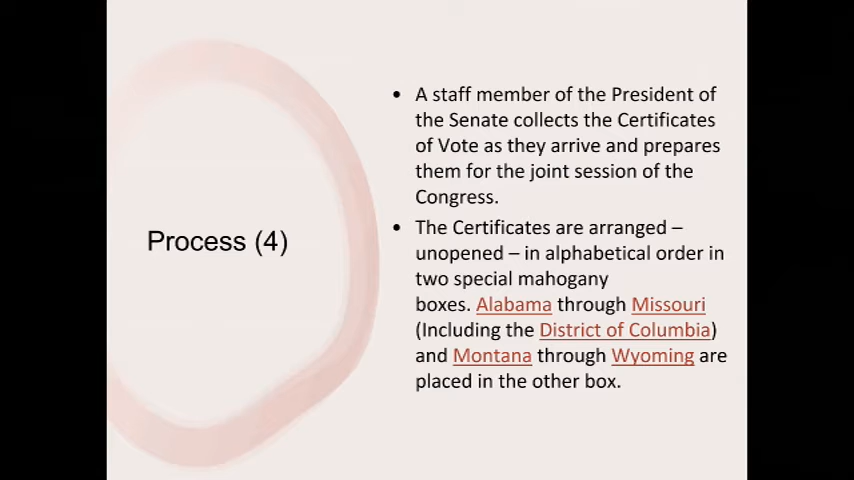 Process (4)
• A staff member of the President of
the Senate collects the Certificates
of Vote as they arrive and prepares
them for the joint session of the
Congress.
• The Certificates are arranged –
unopened – in alphabetical order in
two special mahogany
boxes. Alabama through Missouri
(Including the District of Columbia)
and Montana through Wyoming are
placed in the other box.